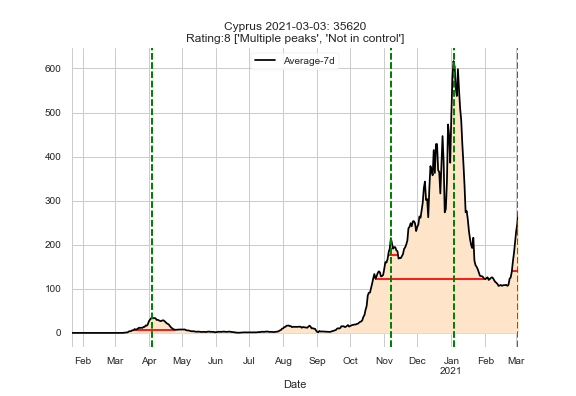 Cyprus 2021-03-03: 35620
Rating:8 ['Multiple peaks', 'Not in control']
Average-7d
600
500
400
300
200
100
0
Feb Mar Apr May Jun Jul Aug Sep Oct Nov Dec Jan Feb Mar
2021
Date